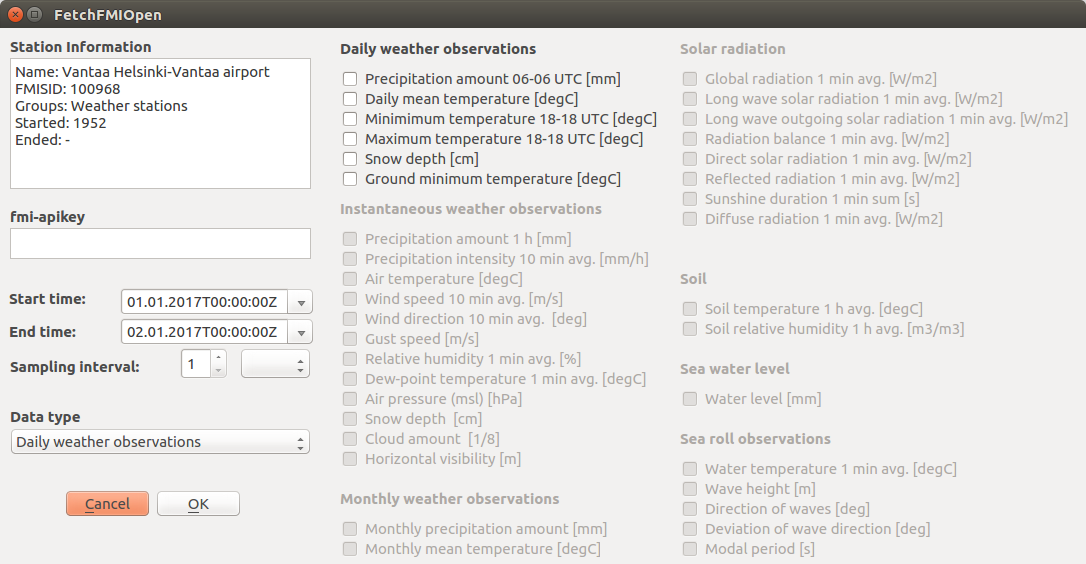 FetchFMIOpen
Station Information
Name: Vantaa Helsinki-Vantaa airport
FMISID: 100968
Groups: Weather stations
Started: 1952
Ended: -
fmi-apikey
Start time: 01.01.2017T00:00:00Z
End time: 02.01.2017T00:00:00Z
Sampling interval: 1
Data type
Daily weather observations
Cancel OK
Daily weather observations
Precipitation amount 06-06 UTC [mm]
Daily mean temperature [degC]
Minimimum temperature 18-18 UTC [degC]
Maximum temperature 18-18 UTC [degC]
Snow depth [cm]
Ground minimum temperature [degC]
Instantaneous weather observations
Precipitation amount 1 h [mm]
Precipitation intensity 10 min avg. [mm/h]
Air temperature [degC]
Wind speed 10 min avg. [m/s]
Wind direction 10 min avg. [deg]
Gust speed [m/s]
Relative humidity 1 min avg. [%]
Dew-point temperature 1 min avg. [degC]
Air pressure (msl) [hPa]
Snow depth [cm]
Cloud amount [1/8]
Horizontal visibility [m]
Monthly weather observations
Monthly precipitation amount [mm]
Monthly mean temperature [degC]
Solar radiation
Global radiation 1 min avg. [W/m2]
Long wave solar radiation 1 min avg. [W/m2]
Long wave outgoing solar radiation 1 min avg. [W/m2]
Radiation balance 1 min avg. [W/m2]
Direct solar radiation 1 min avg. [W/m2]
Reflected radiation 1 min avg. [W/m2]
Sunshine duration 1 min sum [s]
Diffuse radiation 1 min avg. [W/m2]
Soil
Soil temperature 1 h avg. [degC]
Soil relative humidity 1 h avg. [m3/m3]
Sea water level
Water level [mm]
Sea roll observations
Water temperature 1 min avg. [degC]
Wave height [m]
Direction of waves [deg]
Deviation of wave direction [deg]
Modal period [s]